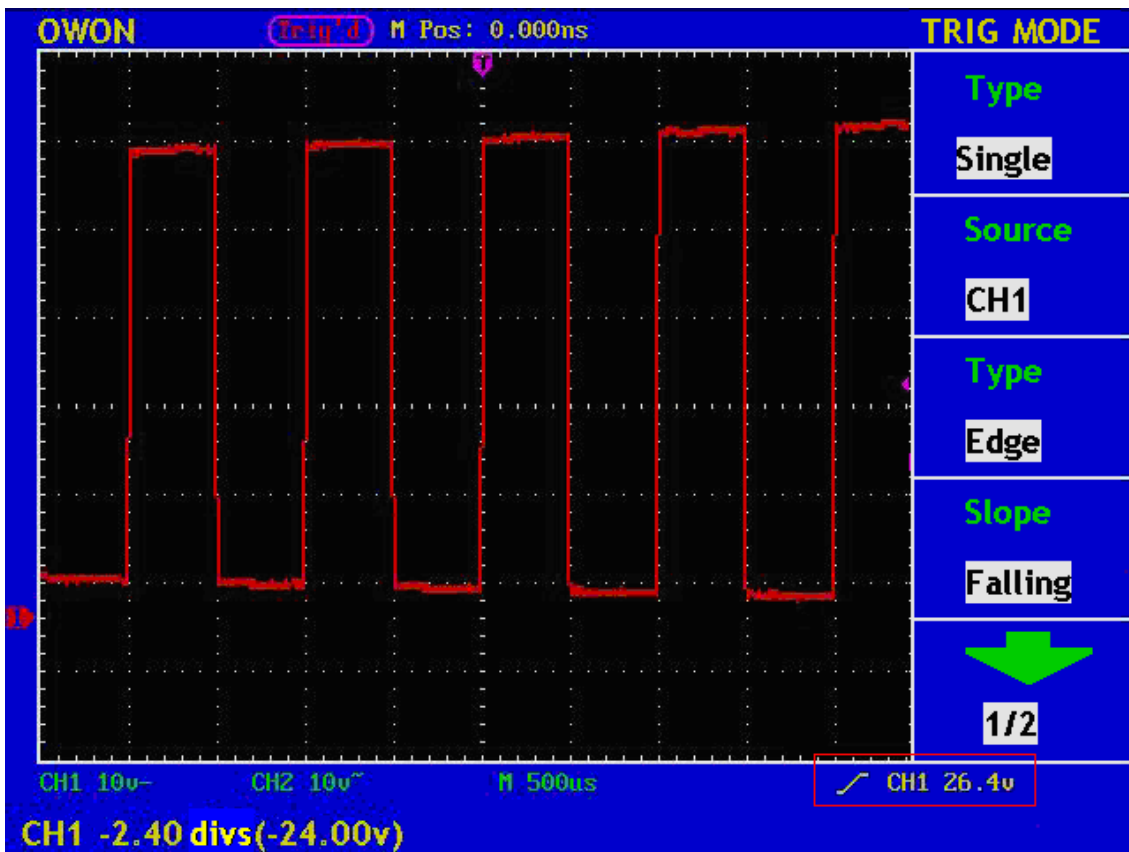 OWON Trig'd M Pos: 0.000ns TRIG MODE
T
Type
Single
Source
CH1
Type
Edge
Slope
Falling
1/2
1
CH1 10v- CH2 10v~ M 500us CH1 26.4v
CH1 -2.40 divs(-24.00v)